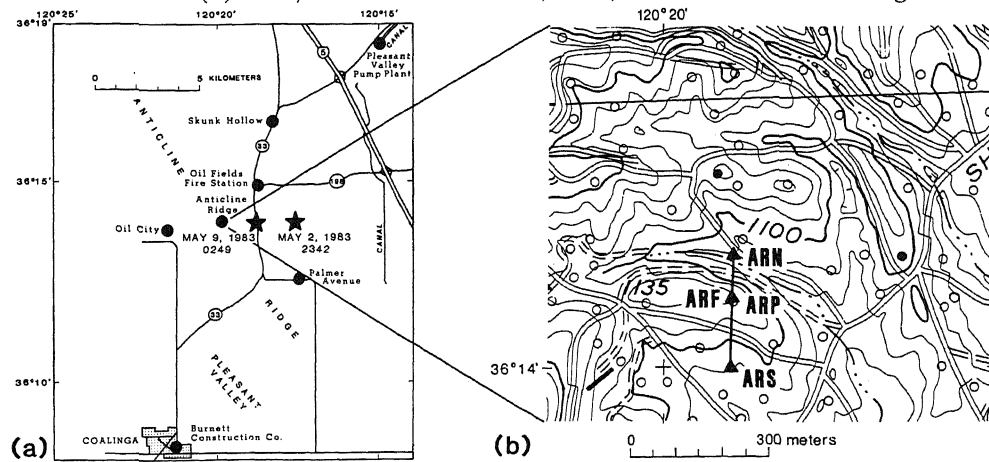 36°19'
120°20'
120°15'
0 5 KILOMETERS
5
CANAL
Pleasant
Valley
Pump Plant
ANTICLINE
Skunk Hollow
33
Oil Fields
Fire Station
36°15'
198
Anticline
Ridge
Oil City
MAY 9, 1983
0249
MAY 2, 1983
2342
CANAL
Palmer
Avenue
RIDGE
33
PLEASANT
VALLEY
36°10'
Burnett
Construction Co.
COALINGA
(a)
120°20'
SH
1100
ARN
1135
ARF
ARP
36°14'
ARS
(b)
0 300 meters